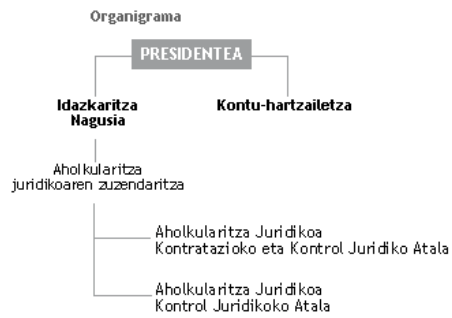 Organigrama
PRESIDENTEA
Idazkaritza
Nagusia
Kontu-hartzailetza
Aholkularitza
juridikoaren zuzendaritza
Aholkularitza Juridikoa
Kontratazioko eta Kontrol Juridiko Atala
Aholkularitza Juridikoa
Kontrol Juridikoko Atala